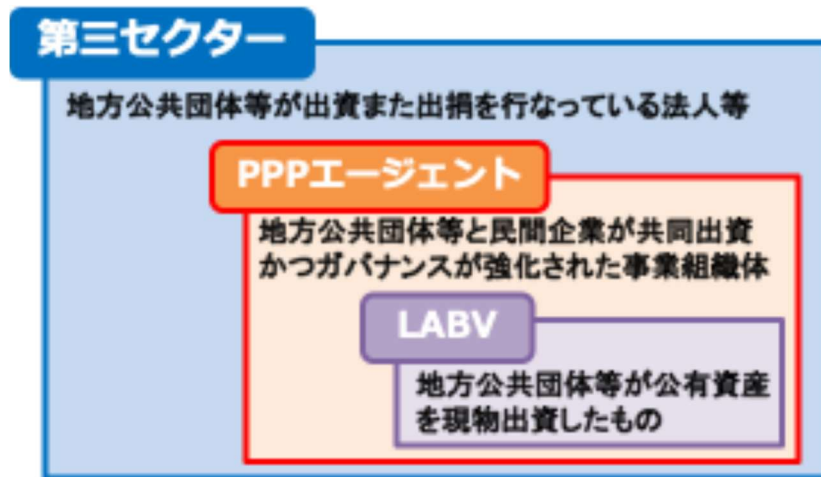 第三セクター
地方公共団体等が出資また出捐を行なっている法人等
PPPエージェント
地方公共団体等と民間企業が共同出資
かつガバナンスが強化された事業組織体
LABV
地方公共団体等が公有資産
を現物出資したもの